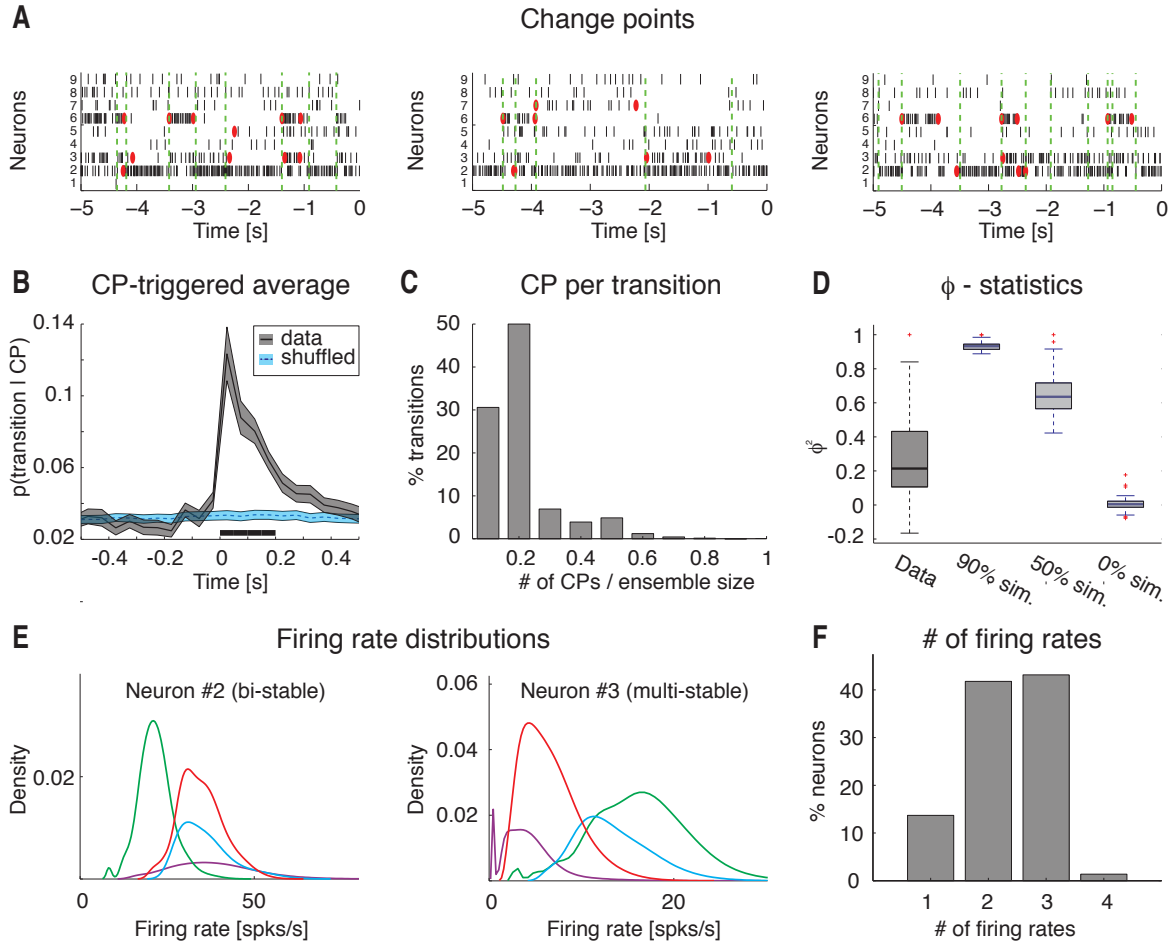 A Change points
Neurons
9
8
7
6
5
4
3
2
1
−5 −4 −3 −2 −1 0
Time [s]
Neurons
9
8
7
6
5
4
3
2
1
−5 −4 −3 −2 −1 0
Time [s]
Neurons
9
8
7
6
5
4
3
2
1
−5 −4 −3 −2 −1 0
Time [s]
B CP-triggered average
p(transition | CP)
0.14
0.1
0.06
0.02
data
shuffled
-0.4 -0.2 0 0.2 0.4
Time [s]
C CP per transition
% transitions
50
40
30
20
10
0
0.2 0.4 0.6 0.8 1
# of CPs / ensemble size
D ϕ - statistics
ϕ²
1
0.8
0.6
0.4
0.2
0
-0.2
Data 90% sim. 50% sim. 0% sim.
E Firing rate distributions
Neuron #2 (bi-stable)
Density
0.02
0 50
Firing rate [spks/s]
Neuron #3 (multi-stable)
Density
0.06
0.04
0.02
0 10 20
Firing rate [spks/s]
F # of firing rates
% neurons
40
30
20
10
0
1 2 3 4
# of firing rates